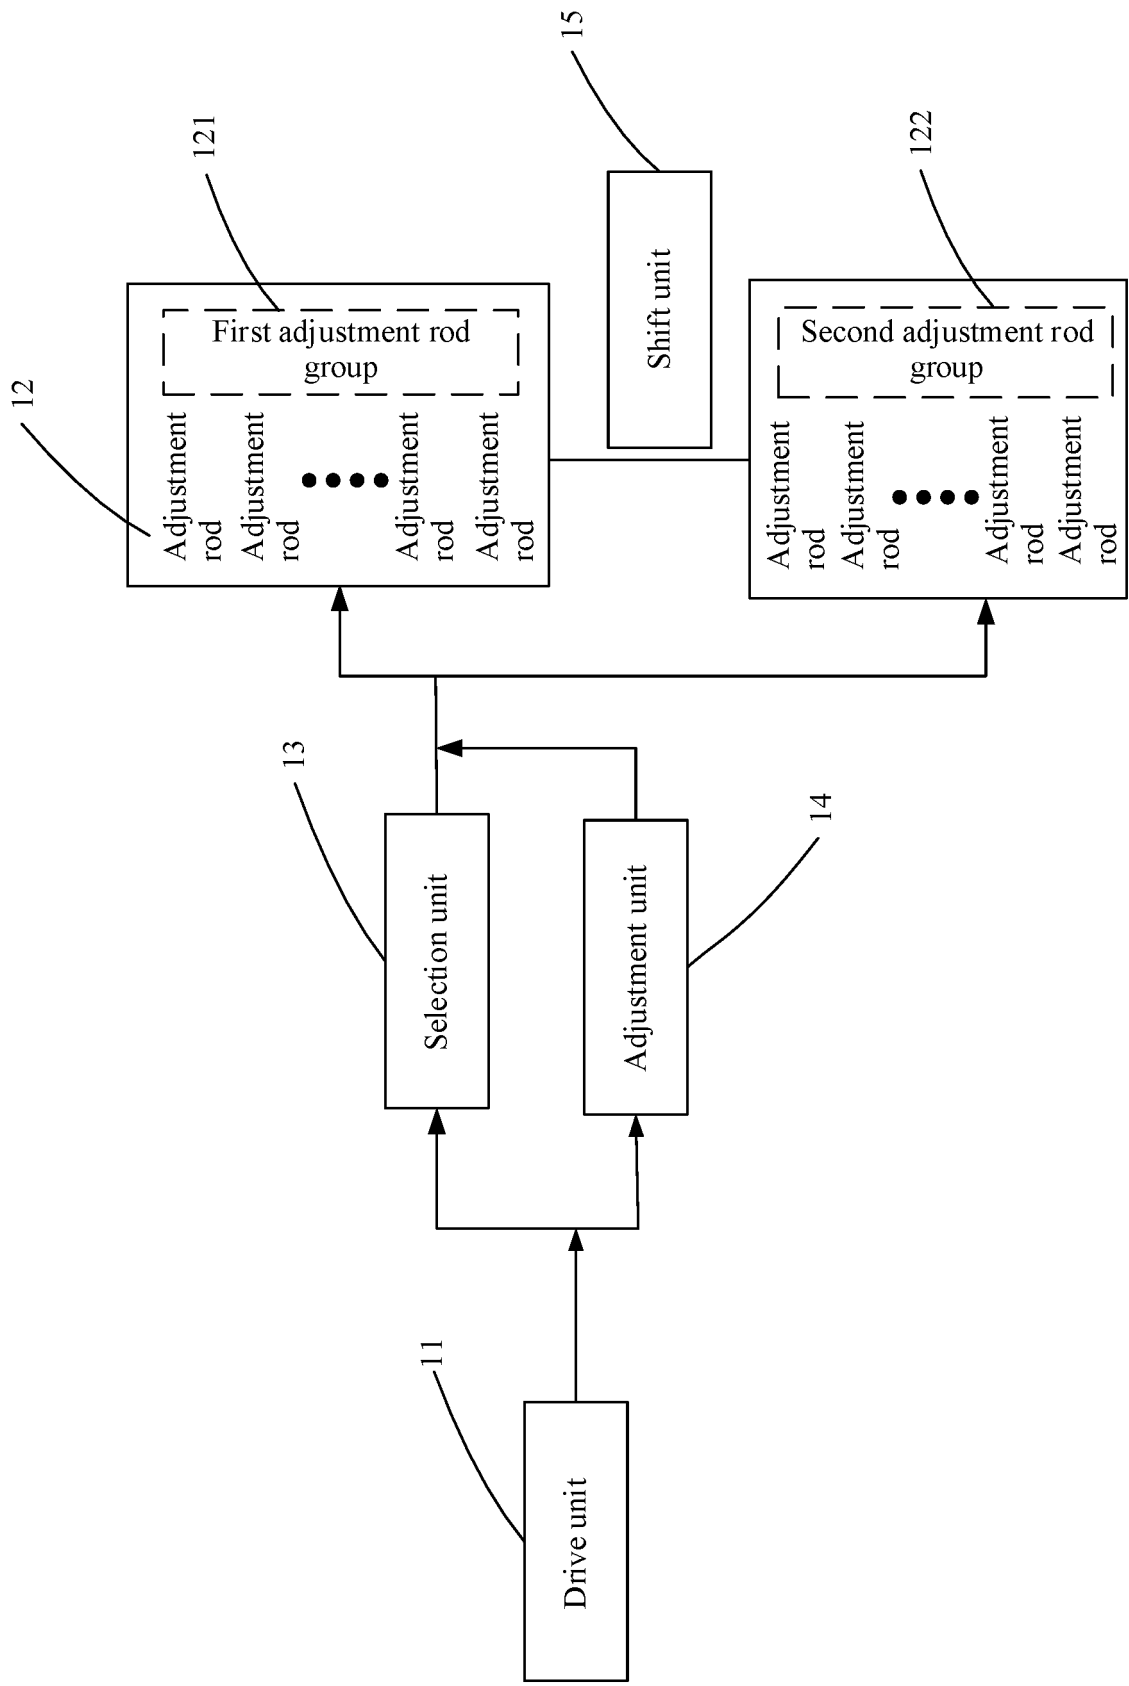 15
121
122
First adjustment rod
group
Shift unit
Second adjustment rod
group
12
Adjustment
rod
Adjustment
rod
Adjustment
rod
Adjustment
rod
Adjustment
rod
Adjustment
rod
Adjustment
rod
Adjustment
rod
13
14
Selection unit
Adjustment unit
11
Drive unit